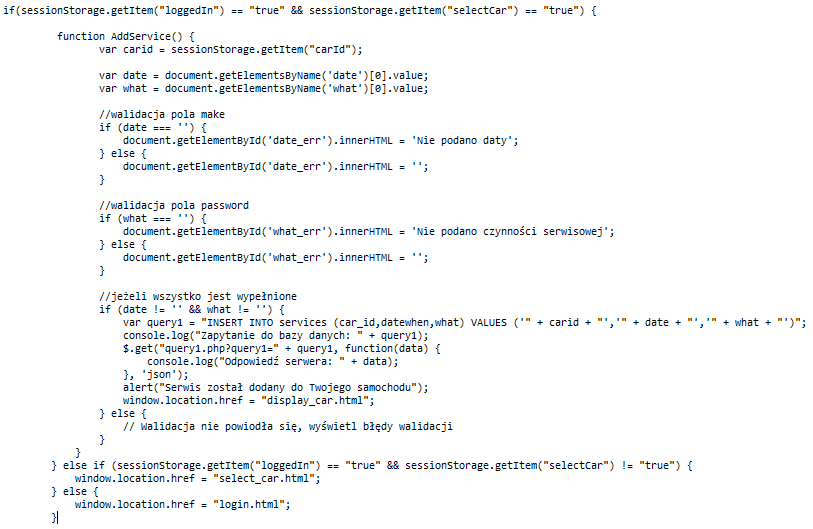 if(sessionStorage.getItem("loggedIn") == "true" && sessionStorage.getItem("selectCar") == "true") {
function AddService() {
var carid = sessionStorage.getItem("carId");
var date = document.getElementsByName('date')[0].value;
var what = document.getElementsByName('what')[0].value;
//walidacja pola make
if (date === '') {
document.getElementById('date_err').innerHTML = 'Nie podano daty';
} else {
document.getElementById('date_err').innerHTML = '';
}
//walidacja pola password
if (what === '') {
document.getElementById('what_err').innerHTML = 'Nie podano czynności serwisowej';
} else {
document.getElementById('what_err').innerHTML = '';
}
//jeżeli wszystko jest wypełnione
if (date != '' && what != '') {
var query1 = "INSERT INTO services (car_id,datewhen,what) VALUES ('" + carid + "','" + date + "','" + what + "')";
console.log("Zapytanie do bazy danych: " + query1);
$.get("query1.php?query1=" + query1, function(data) {
console.log("Odpowiedź serwera: " + data);
}, 'json');
alert("Serwis został dodany do Twojego samochodu");
window.location.href = "display_car.html";
} else {
// Walidacja nie powiodła się, wyświetl błędy walidacji
}
}
} else if (sessionStorage.getItem("loggedIn") == "true" && sessionStorage.getItem("selectCar") != "true") {
window.location.href = "select_car.html";
} else {
window.location.href = "login.html";
}